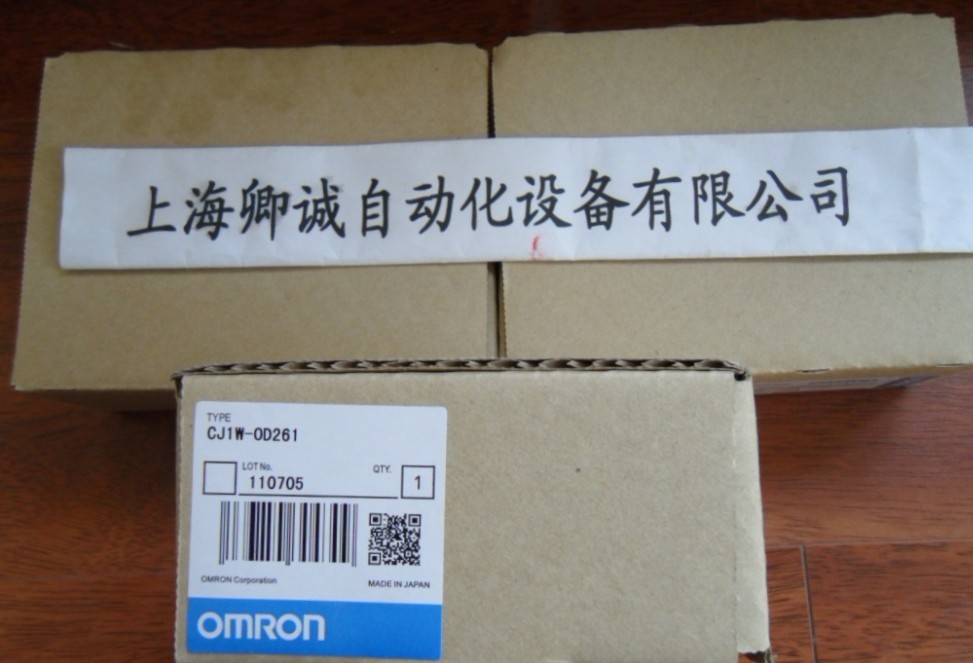 上海卿诚自动化设备有限公司
TYPE
CJ1W-OD261
LOT No.
QTY.
110705
1
OMRON Corporation
MADE IN JAPAN
OMRON